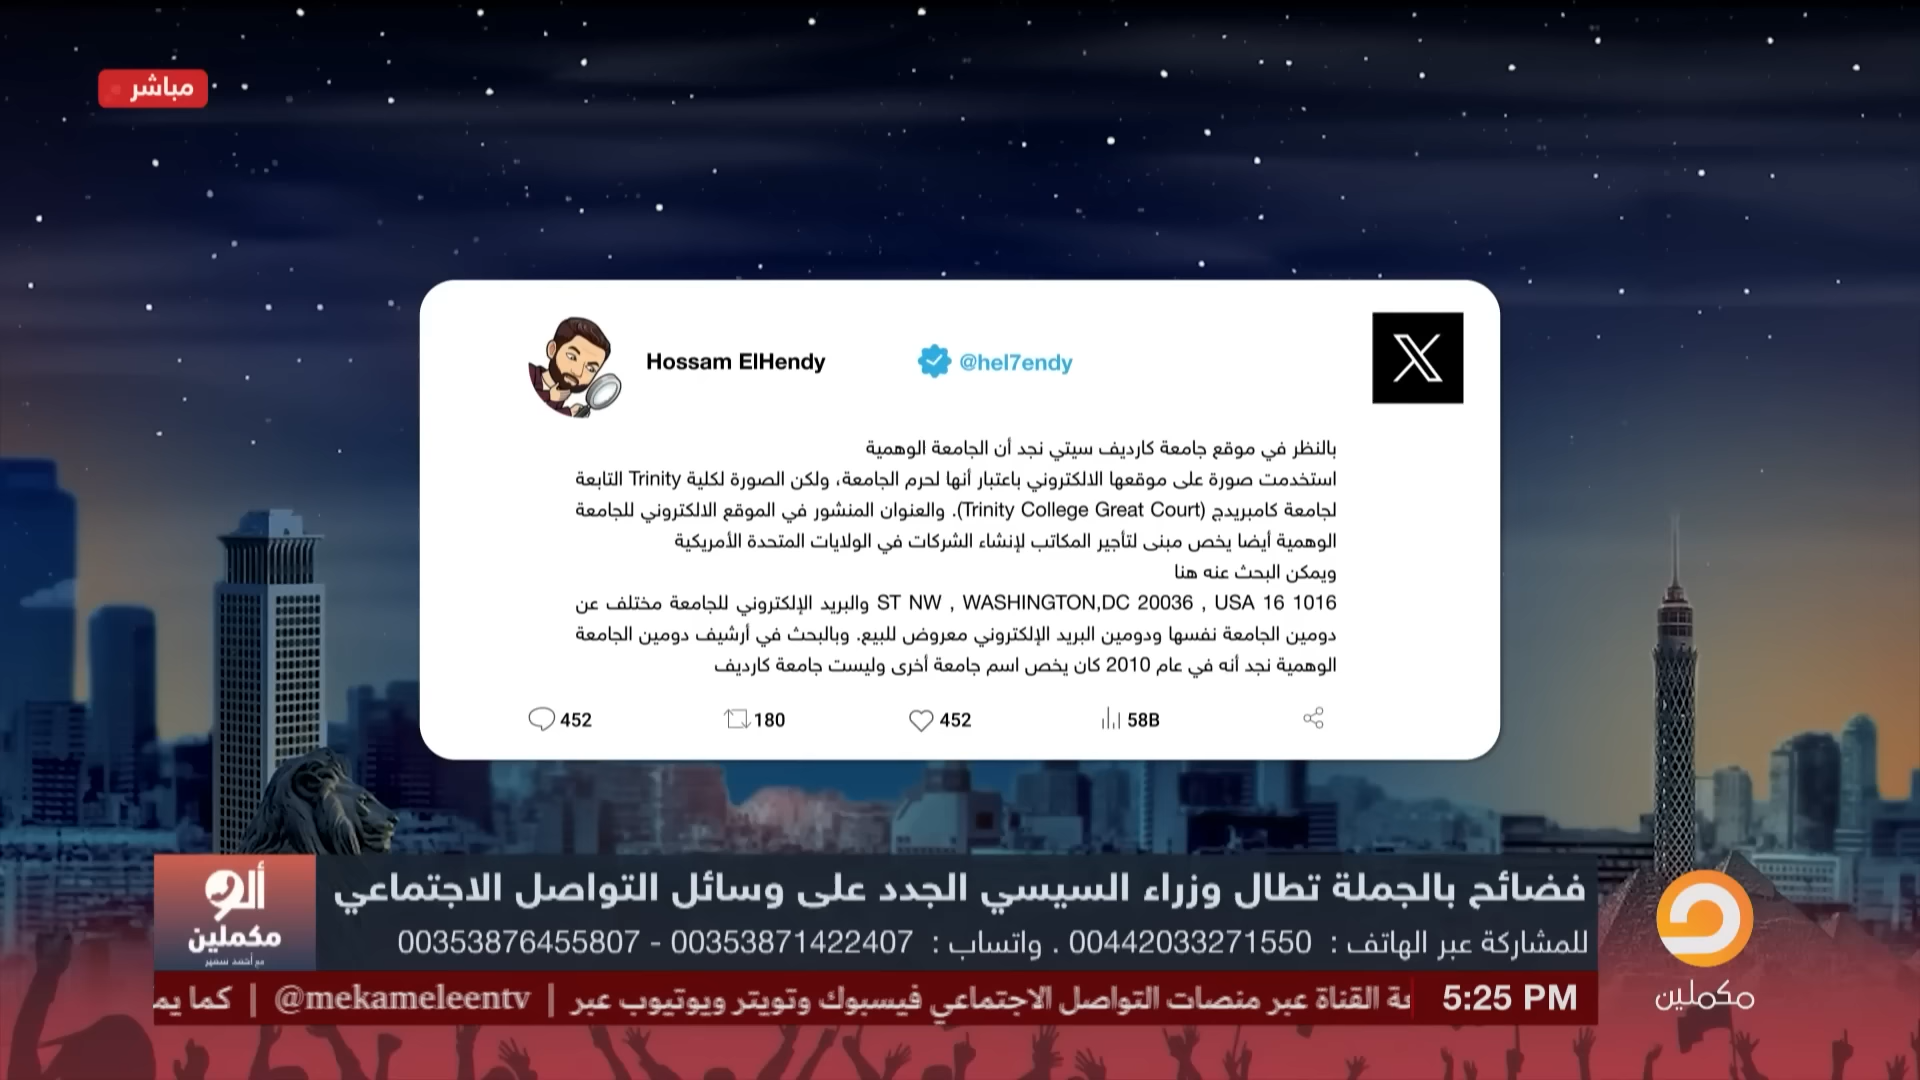 مباشر
Hossam ElHendy
@hel7endy
بالنظر في موقع جامعة كارديف سيتي نجد أن الجامعة الوهمية
استخدمت صورة على موقعها الالكتروني باعتبار أنها لحرم الجامعة، ولكن الصورة لكلية Trinity التابعة
لجامعة كامبريدج (Trinity College Great Court). والعنوان المنشور في الموقع الالكتروني للجامعة
الوهمية أيضا يخص مبنى لتأجير المكاتب لإنشاء الشركات في الولايات المتحدة الأمريكية
ويمكن البحث عنه هنا
1016 16 ST NW , WASHINGTON,DC 20036 , USA والبريد الإلكتروني للجامعة مختلف عن
دومين الجامعة نفسها ودومين البريد الإلكتروني معروض للبيع. وبالبحث في أرشيف دومين الجامعة
الوهمية نجد أنه في عام 2010 كان يخص اسم جامعة أخرى وليست جامعة كارديف
452
180
452
58B
ألو
مكملين
مع أحمد سمير
فضائح بالجملة تطال وزراء السيسي الجدد على وسائل التواصل الاجتماعي
للمشاركة عبر الهاتف : 00442033271550 . واتساب : 00353871422407 - 00353876455807
5:25 PM
القناة عبر منصات التواصل الاجتماعي فيسبوك وتويتر ويوتيوب عبر | @mekameleentv | كما
مكملين